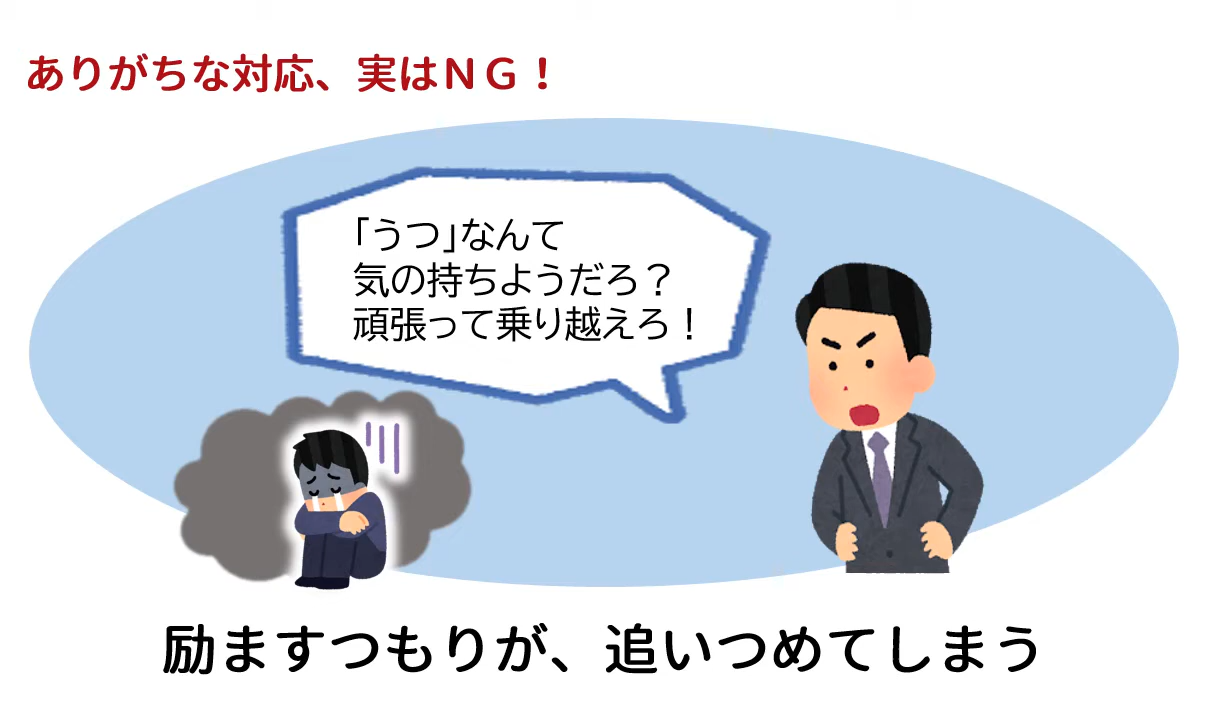 ありがちな対応、実はＮＧ！
「うつ」なんて
気の持ちようだろ？
頑張って乗り越えろ！
励ますつもりが、追いつめてしまう